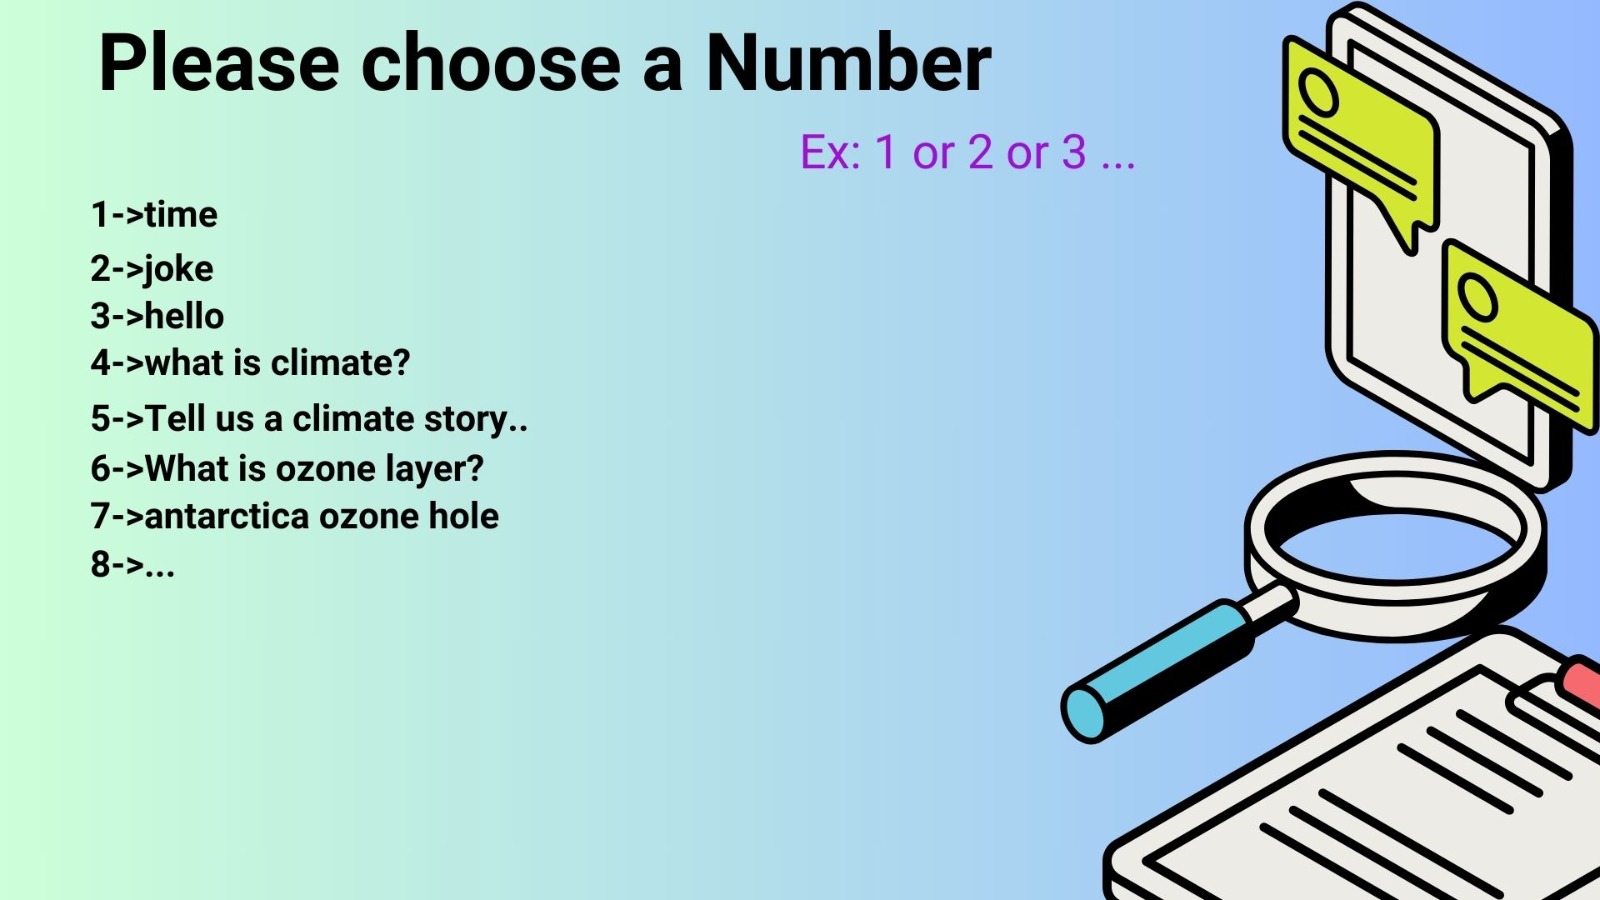 Please choose a Number
Ex: 1 or 2 or 3 ...
1->time
2->joke
3->hello
4->what is climate?
5->Tell us a climate story..
6->What is ozone layer?
7->antarctica ozone hole
8->...